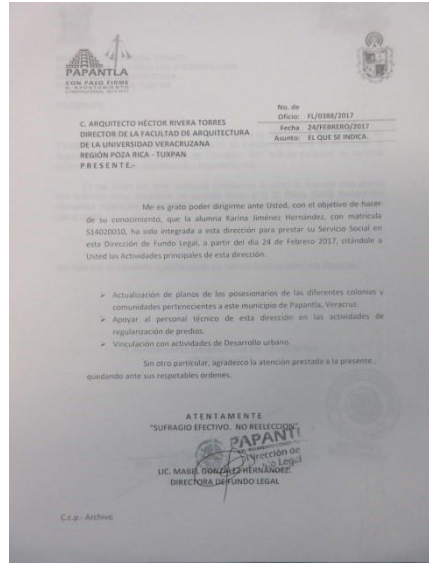 PAPANTLA
CON PASO FIRME
H. AYUNTAMIENTO
No. de
Oficio: FL/0388/2017
Fecha 24/FEBRERO/2017
Asunto: EL QUE SE INDICA.
C. ARQUITECTO HÉCTOR RIVERA TORRES
DIRECTOR DE LA FACULTAD DE ARQUITECTURA
DE LA UNIVERSIDAD VERACRUZANA
REGIÓN POZA RICA - TUXPAN
P R E S E N T E.-
Me es grato poder dirigirme ante Usted, con el objetivo de hacer
de su conocimiento, que la alumna Karina Jiménez Hernández, con matricula
S14020010, ha sido integrada a esta dirección para prestar su Servicio Social en
esta Dirección de Fundo Legal, a partir del día 24 de Febrero 2017, citándole a
Usted las Actividades principales de esta dirección.
➢ Actualización de planos de los posesionarios de las diferentes colonias y
comunidades pertenecientes a este municipio de Papantla, Veracruz.
➢ Apoyar al personal técnico de esta dirección en las actividades de
regularización de predios.
➢ Vinculación con actividades de Desarrollo urbano.
Sin otro particular, agradezco la atención prestada a la presente,
quedando ante sus respetables órdenes.
A T E N T A M E N T E
"SUFRAGIO EFECTIVO, NO REELECCIÓN"
PAPANTL
Dirección de
Legal
LIC. MABEL GONZÁLEZ HERNÁNDEZ
DIRECTORA DE FUNDO LEGAL
C.c.p.- Archivo